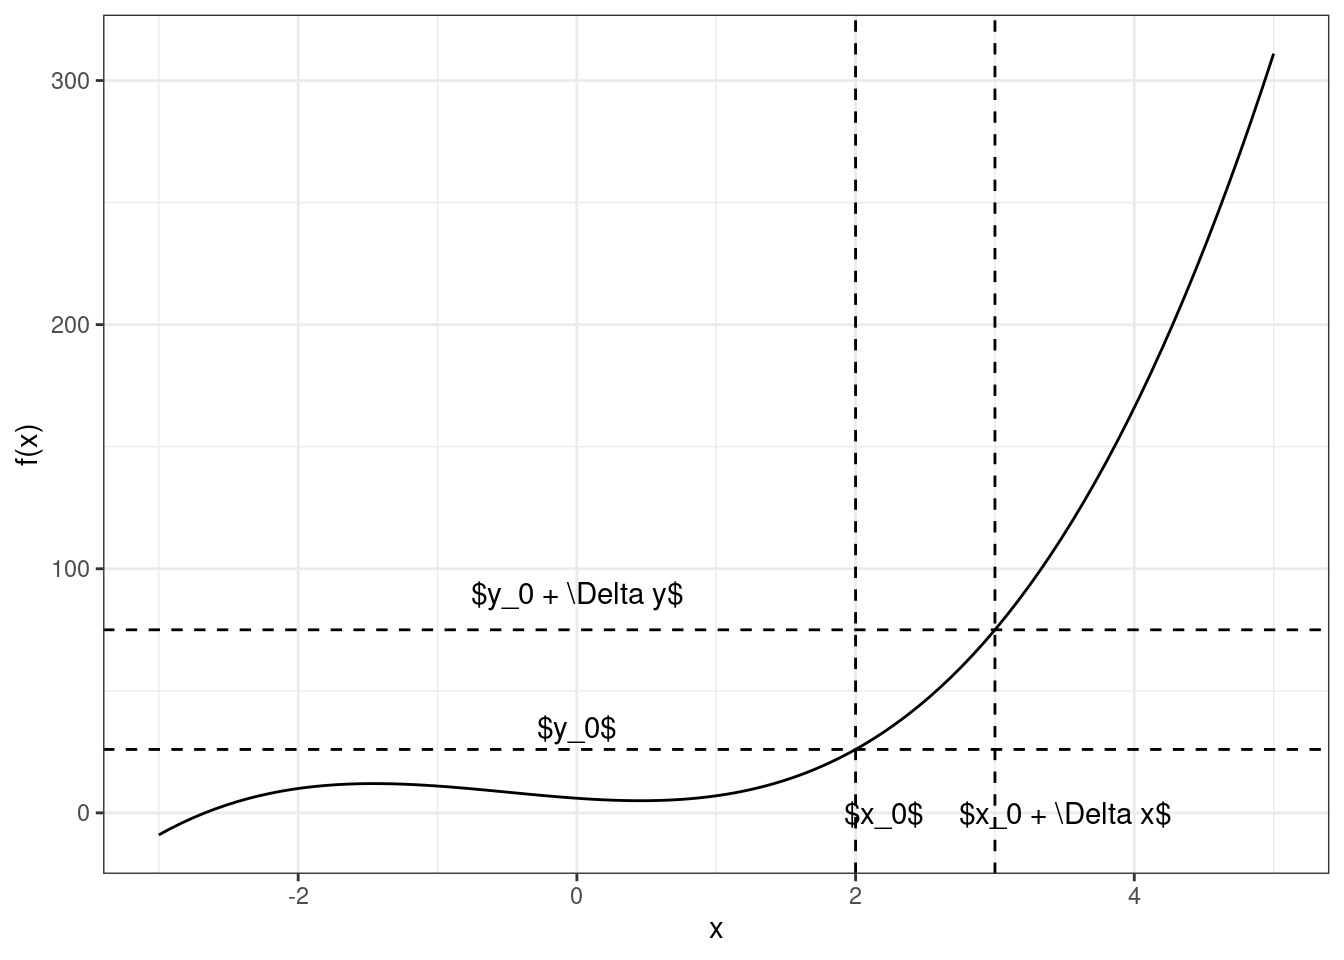 300
200
100
0
f(x)
$y_0 + \Delta y$
$y_0$
$x_0$ $x_0 + \Delta x$
-2 0 2 4
x